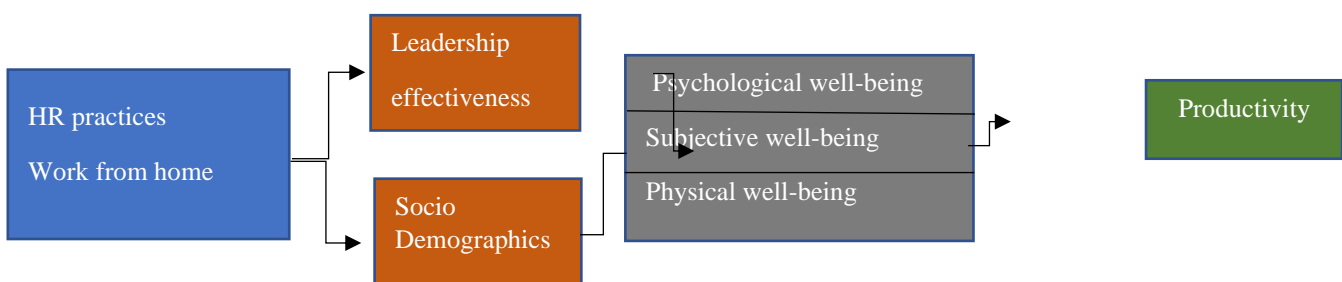 HR practices
Work from home
Leadership
effectiveness
Socio
Demographics
Psychological well-being
Subjective well-being
Physical well-being
Productivity